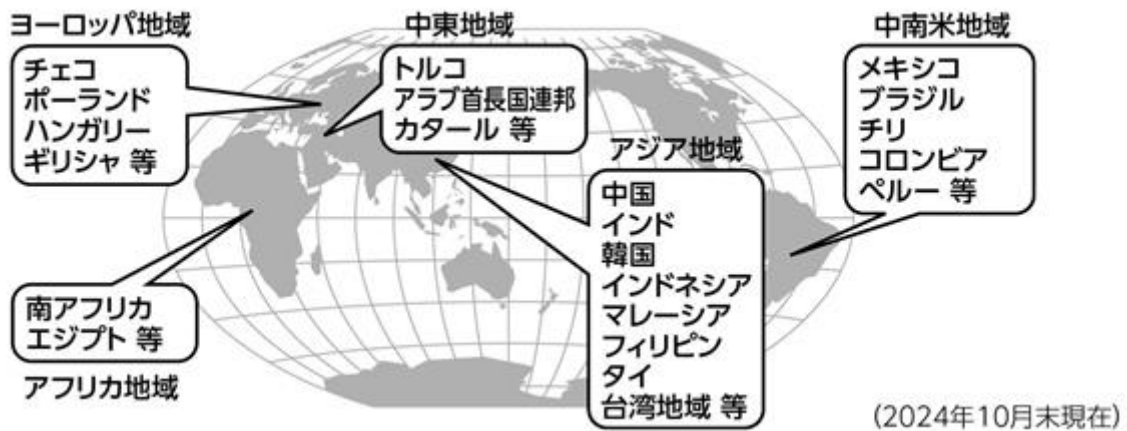 ヨーロッパ地域
チェコ
ポーランド
ハンガリー
ギリシャ 等
中東地域
トルコ
アラブ首長国連邦
カタール 等
中南米地域
メキシコ
ブラジル
チリ
コロンビア
ペルー 等
アジア地域
中国
インド
韓国
インドネシア
マレーシア
フィリピン
タイ
台湾地域 等
南アフリカ
エジプト 等
アフリカ地域
(2024年10月末現在)